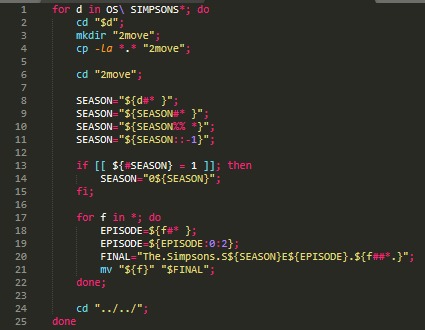 1 for d in OS\ SIMPSONS*; do
2 cd "$d";
3 mkdir "2move";
4 cp -la *.* "2move";
5
6 cd "2move";
7
8 SEASON="${d#* }";
9 SEASON="${SEASON#* }";
10 SEASON="${SEASON%% *}";
11 SEASON="${SEASON::-1}";
12
13 if [[ ${#SEASON} = 1 ]]; then
14 SEASON="0${SEASON}";
15 fi;
16
17 for f in *; do
18 EPISODE=${f#* };
19 EPISODE=${EPISODE:0:2};
20 FINAL="The.Simpsons.S${SEASON}E${EPISODE}.${f##*.}";
21 mv "${f}" "$FINAL";
22 done;
23
24 cd "../../";
25 done